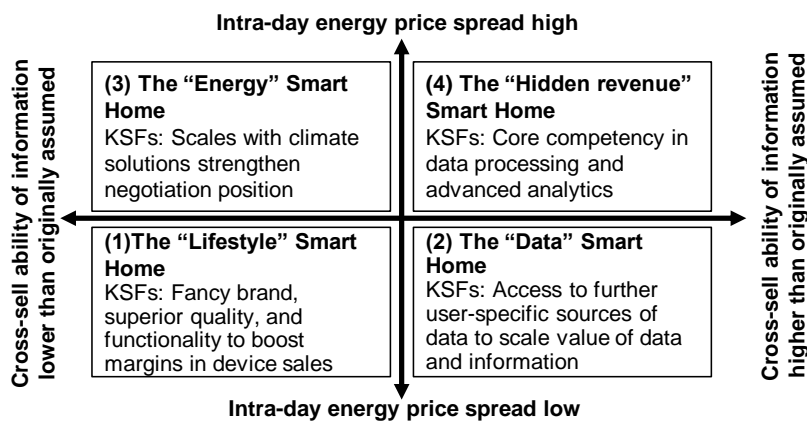 Intra-day energy price spread high
Cross-sell ability of information
lower than originally assumed
(3) The “Energy” Smart
Home
KSFs: Scales with climate
solutions strengthen
negotiation position
(4) The “Hidden revenue”
Smart Home
KSFs: Core competency in
data processing and
advanced analytics
(1)The “Lifestyle” Smart
Home
KSFs: Fancy brand,
superior quality, and
functionality to boost
margins in device sales
(2) The “Data” Smart
Home
KSFs: Access to further
user-specific sources of
data to scale value of data
and information
Cross-sell ability of information
higher than originally assumed
Intra-day energy price spread low